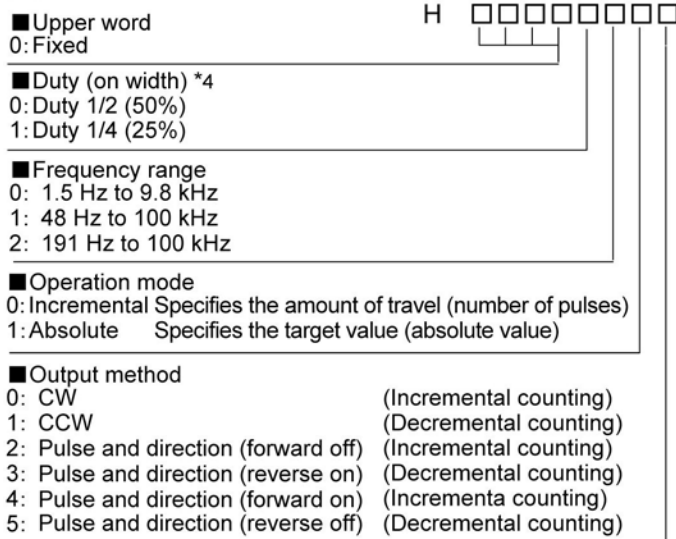 H □□□□□□□□
■Upper word
0: Fixed
■Duty (on width) *4
0: Duty 1/2 (50%)
1: Duty 1/4 (25%)
■Frequency range
0: 1.5 Hz to 9.8 kHz
1: 48 Hz to 100 kHz
2: 191 Hz to 100 kHz
■Operation mode
0: Incremental Specifies the amount of travel (number of pulses)
1: Absolute Specifies the target value (absolute value)
■Output method
0: CW (Incremental counting)
1: CCW (Decremental counting)
2: Pulse and direction (forward off) (Incremental counting)
3: Pulse and direction (reverse on) (Decremental counting)
4: Pulse and direction (forward on) (Incrementa counting)
5: Pulse and direction (reverse off) (Decremental counting)